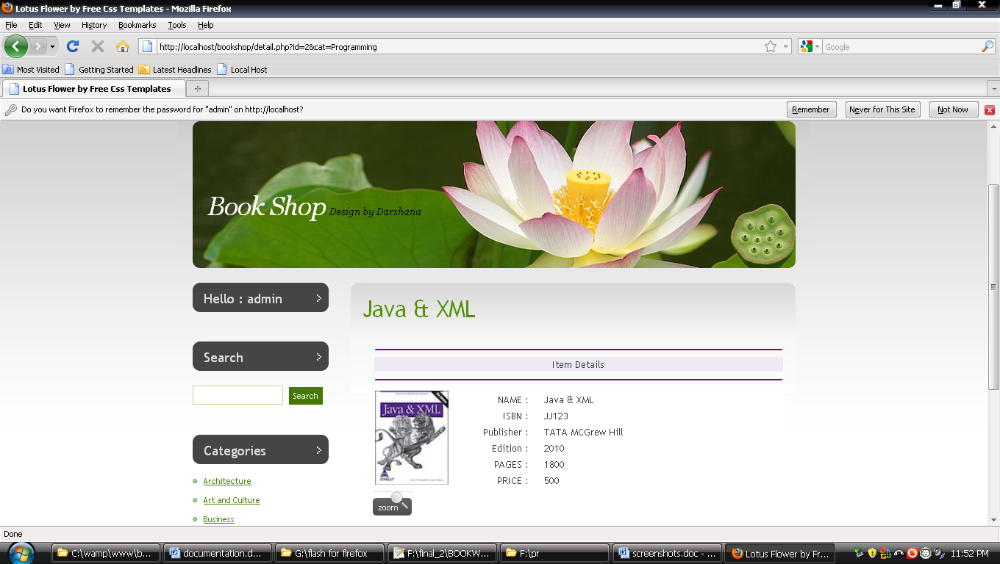 Lotus Flower by Free Css Templates - Mozilla Firefox
File Edit View History Bookmarks Tools Help
http://localhost/bookshop/detail.php?id=2&cat=Programming
Google
Most Visited Getting Started Latest Headlines Local Host
Lotus Flower by Free Css Templates
Do you want Firefox to remember the password for "admin" on http://localhost?
Remember Never for This Site Not Now
Book Shop Design by Darshana
Hello : admin
Search
Search
Categories
Architecture
Art and Culture
Business
Java & XML
Item Details
Java & XML
NAME : Java & XML
ISBN : JJ123
Publisher : TATA MCGrew Hill
Edition : 2010
PAGES : 1800
PRICE : 500
zoom
Done
C:\wamp\www\b... documentation.d... G:\flash for firefox F:\final_2\BOOKW... F:\pr screenshots.doc - ... Lotus Flower by Fr... 11:52 PM